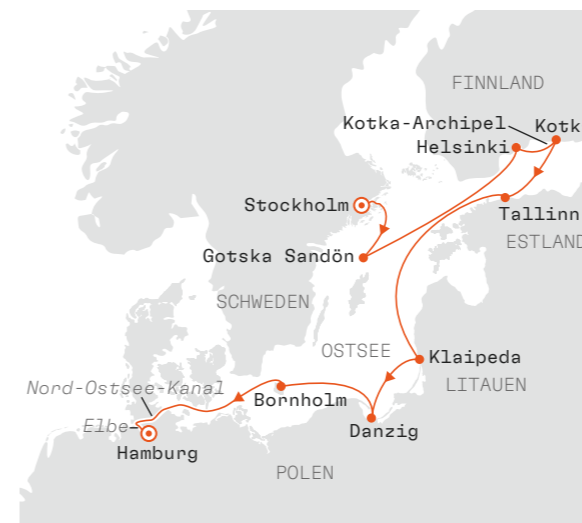 FINNLAND
Kotka-Archipel
Kotk
Helsinki
Stockholm
Tallinn
ESTLAND
Gotska Sandön
SCHWEDEN
OSTSEE
Klaipeda
LITAUEN
Nord-Ostsee-Kanal
Bornholm
Elbe
Danzig
Hamburg
POLEN